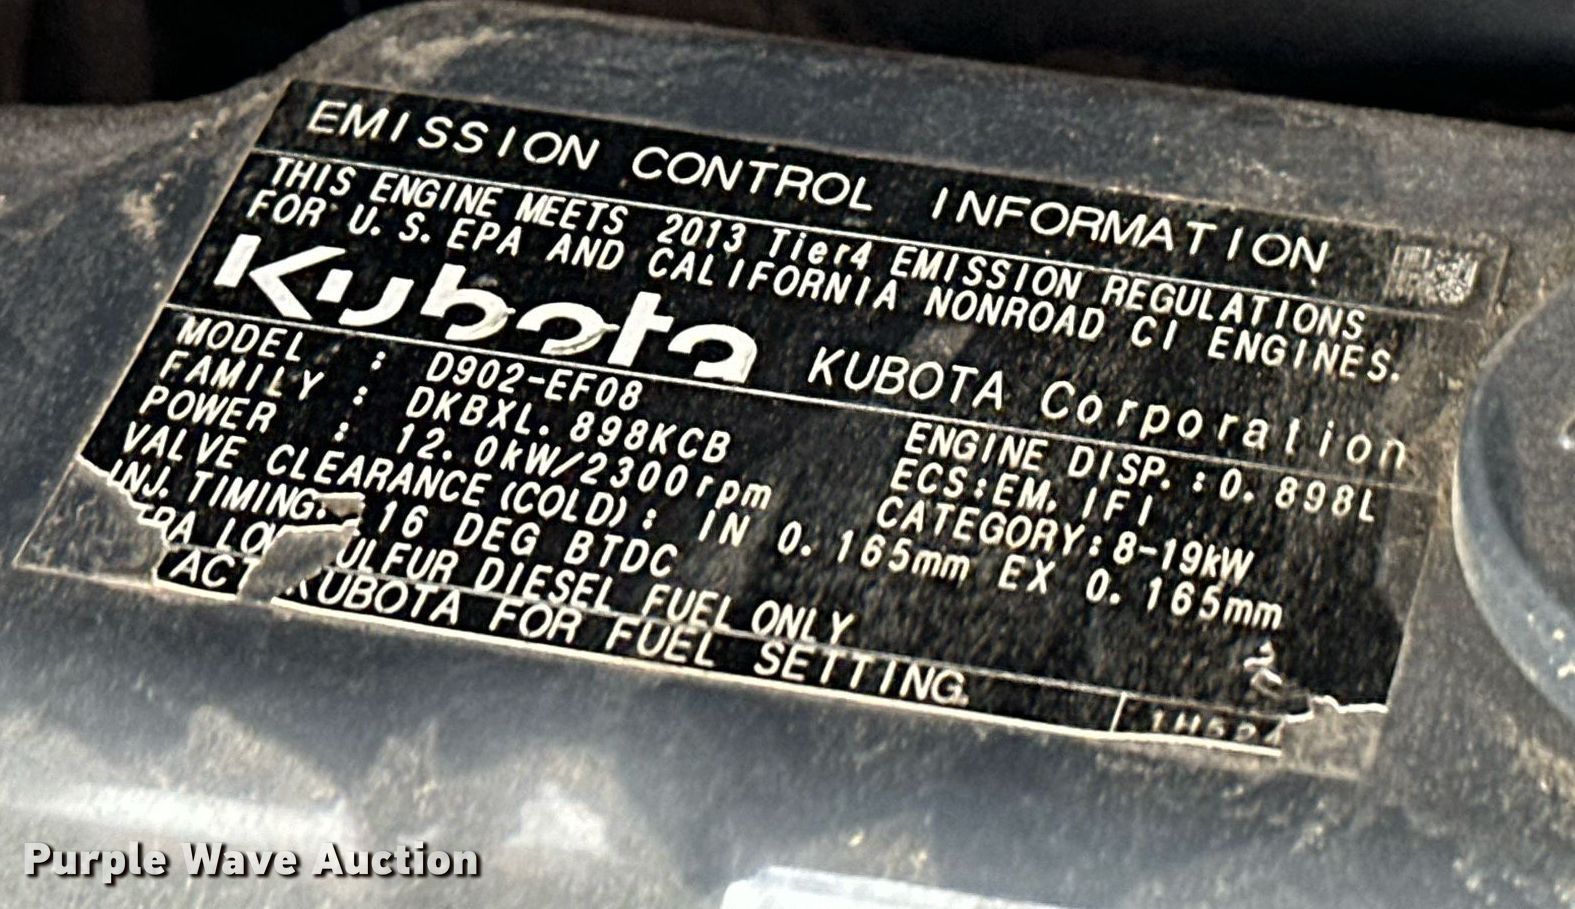 EMISSION CONTROL INFORMATION
THIS ENGINE MEETS 2013 Tier4 EMISSION REGULATIONS
FOR U.S.EPA AND CALIFORNIA NONROAD CI ENGINES.
Kubota KUBOTA Corporation
MODEL : D902-EF08 ENGINE DISP.:0.898L
FAMILY : DKBXL.898KCB ECS:EM, IFI
POWER : 12.0kW/2300rpm CATEGORY:8-19kW
VALVE CLEARANCE(COLD): IN 0.165mm EX 0.165mm
INJ.TIMING: 16 DEG BTDC
DIESEL FUEL ONLY
KUBOTA FOR FUEL SETTING.
Purple Wave Auction